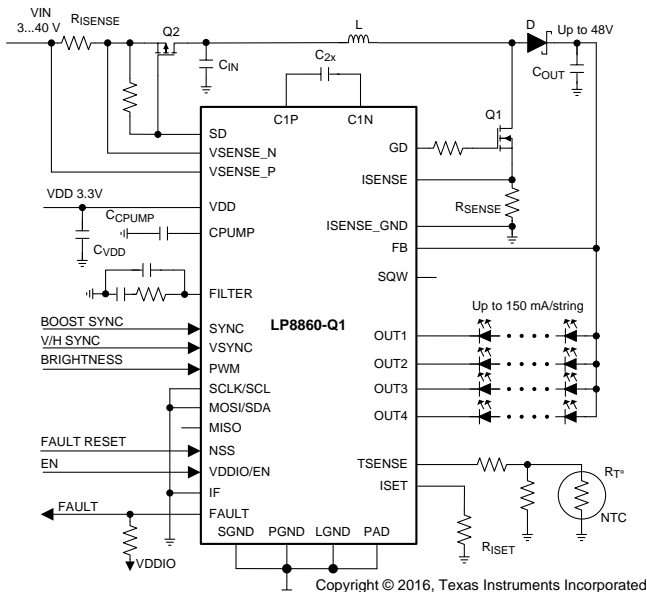 VIN
3...40 V
RISENSE
Q2
L
D
Up to 48V
CIN
C2x
COUT
C1P
C1N
Q1
SD
GD
VSENSE_N
VSENSE_P
ISENSE
RSENSE
VDD 3.3V
VDD
CCPUMP
CPUMP
ISENSE_GND
FB
CVDD
SQW
FILTER
LP8860-Q1
Up to 150 mA/string
BOOST SYNC
SYNC
V/H SYNC
VSYNC
OUT1
BRIGHTNESS
PWM
OUT2
SCLK/SCL
OUT3
MOSI/SDA
OUT4
MISO
FAULT RESET
NSS
EN
VDDIO/EN
TSENSE
RT°
IF
ISET
NTC
FAULT
FAULT
RISET
SGND
PGND
LGND
PAD
VDDIO
Copyright © 2016, Texas Instruments Incorporated